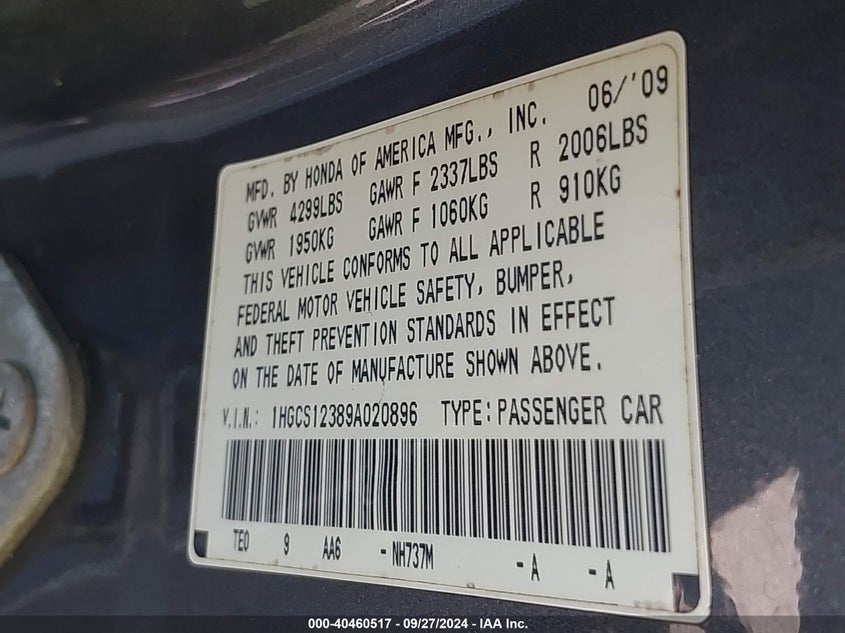 MFD. BY HONDA OF AMERICA MFG., INC. 06/'09
GVWR 4299LBS GAWR F 2337LBS R 2006LBS
GVWR 1950KG GAWR F 1060KG R 910KG
THIS VEHICLE CONFORMS TO ALL APPLICABLE
FEDERAL MOTOR VEHICLE SAFETY, BUMPER,
AND THEFT PREVENTION STANDARDS IN EFFECT
ON THE DATE OF MANUFACTURE SHOWN ABOVE.
V.I.N.: 1HGCS12389A020896 TYPE:PASSENGER CAR
TE0 9 AA6 - NH737M - A - A
000-40460517 / 09/27/2024 - IAA Inc.